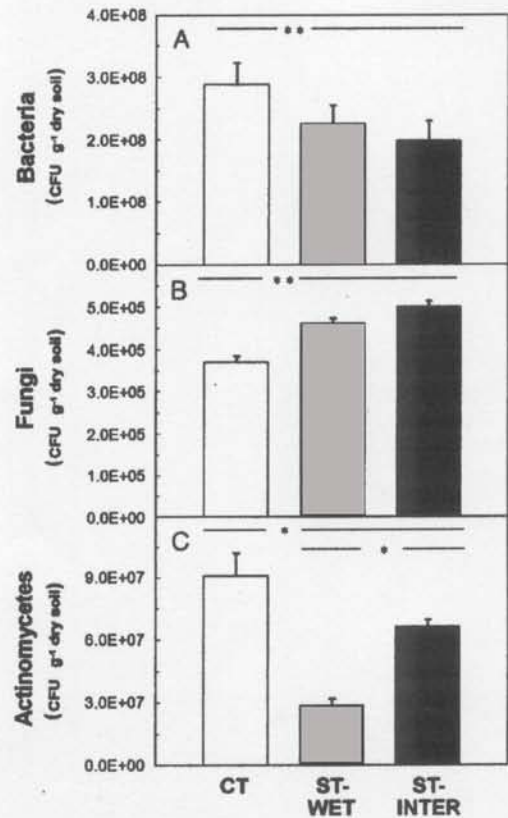 A
**
Bacteria
(CFU g⁻¹ dry soil)
4.0E+08
3.0E+08
2.0E+08
1.0E+08
0.0E+00
B
**
Fungi
(CFU g⁻¹ dry soil)
5.0E+05
4.0E+05
3.0E+05
2.0E+05
1.0E+05
0.0E+00
C
*
*
Actinomycetes
(CFU g⁻¹ dry soil)
9.0E+07
6.0E+07
3.0E+07
0.0E+00
CT
ST-WET
ST-INTER